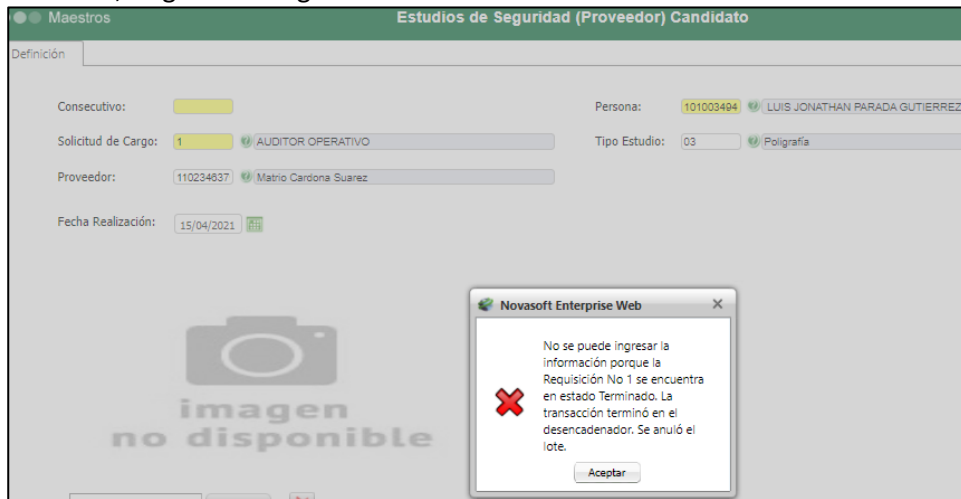 Maestros
Estudios de Seguridad (Proveedor) Candidato
Definición
Consecutivo:
Persona: 101003494 LUIS JONATHAN PARADA GUTIERREZ
Solicitud de Cargo: 1 AUDITOR OPERATIVO
Tipo Estudio: 03 Poligrafía
Proveedor: 110234637 Matrio Cardona Suarez
Fecha Realización: 15/04/2021
Novasoft Enterprise Web
No se puede ingresar la
información porque la
Requisición No 1 se encuentra
en estado Terminado. La
transacción terminó en el
desencadenador. Se anuló el
lote.
Aceptar
imagen
no disponible